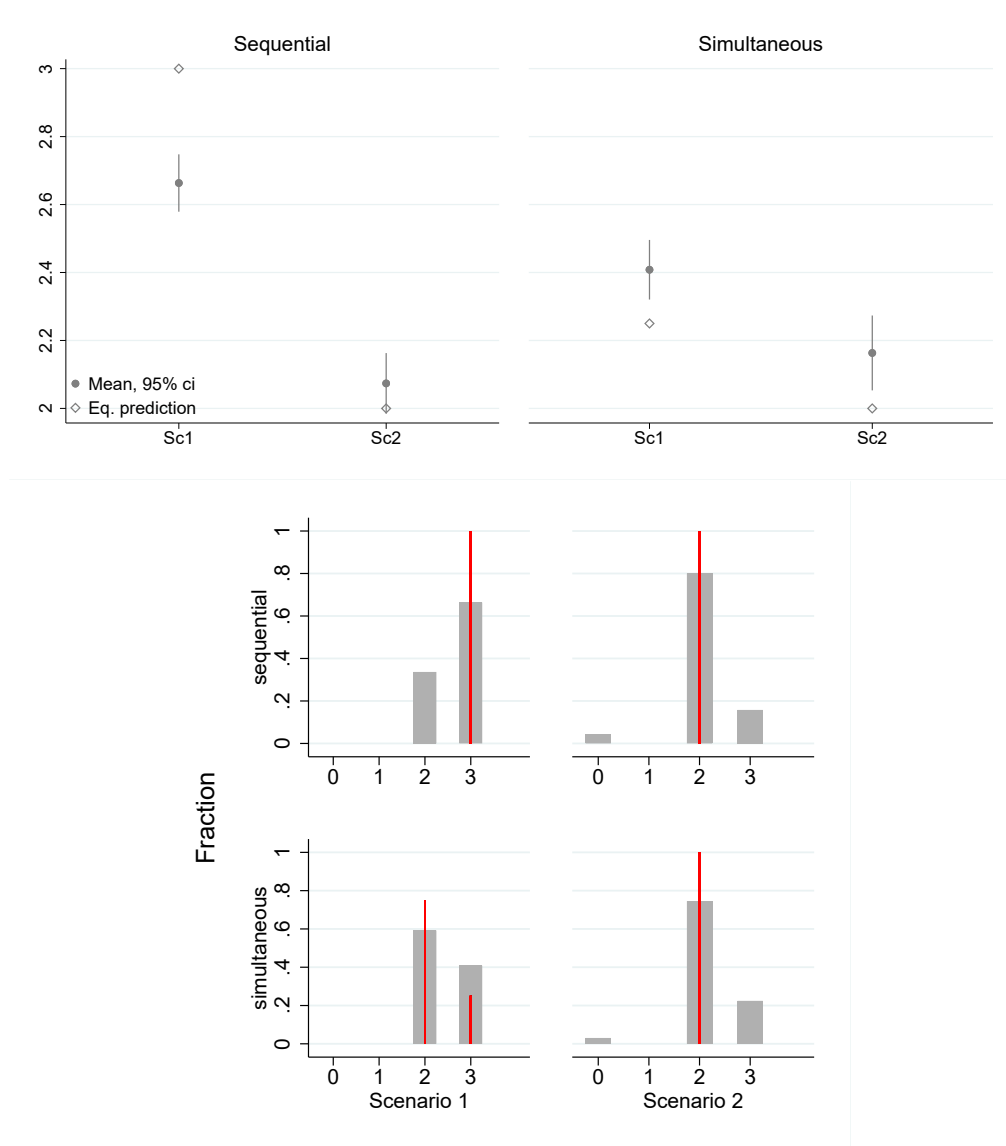 Sequential
Simultaneous
3
2.8
2.6
2.4
2.2
2
Mean, 95% ci
Eq. prediction
Sc1
Sc2
Sc1
Sc2
Fraction
sequential
1
.8
.6
.4
.2
0
0 1 2 3
0 1 2 3
simultaneous
1
.8
.6
.4
.2
0
0 1 2 3
0 1 2 3
Scenario 1
Scenario 2